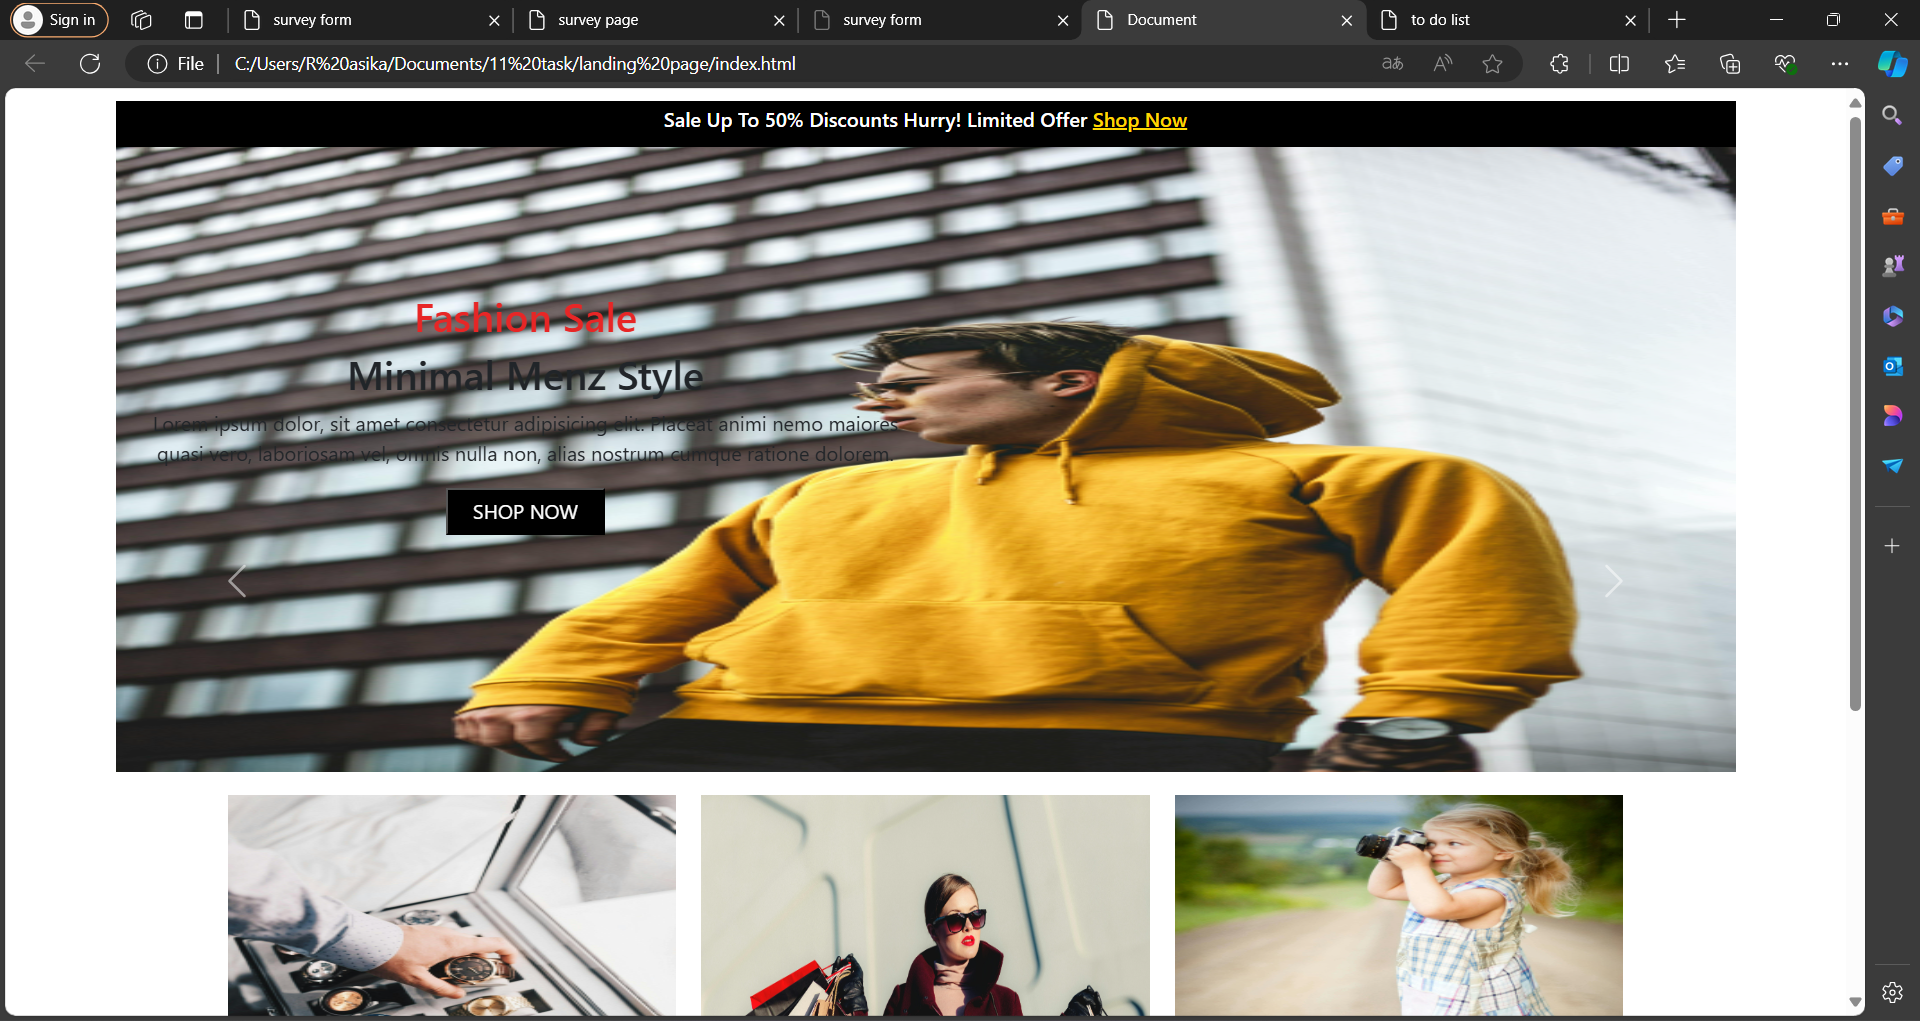 Sign in
survey form
survey page
survey form
Document
to do list
File
C:/Users/R%20asika/Documents/11%20task/landing%20page/index.html
Sale Up To 50% Discounts Hurry! Limited Offer Shop Now
Fashion Sale
Minimal Menz Style
Lorem ipsum dolor, sit amet consectetur adipisicing elit. Placeat animi nemo maiores
quasi vero, laboriosam vel, omnis nulla non, alias nostrum cumque ratione dolorem.
SHOP NOW